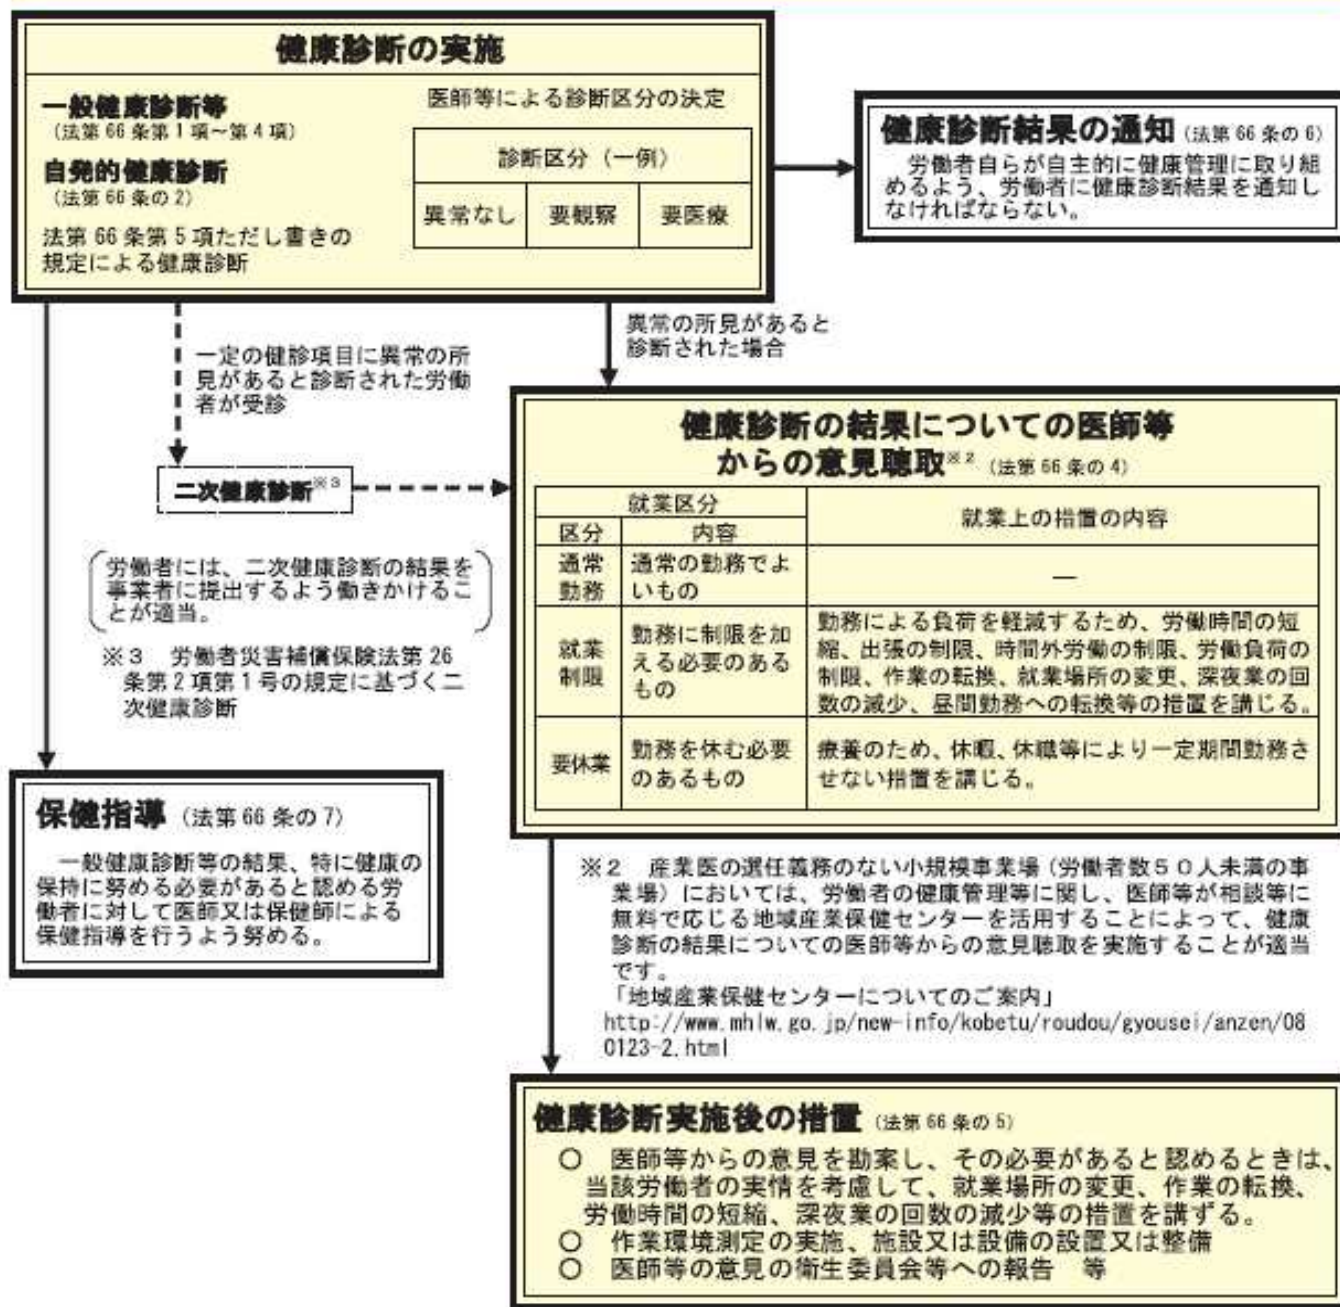 健康診断の実施
一般健康診断等
(法第66条第1項～第4項)
自発的健康診断
(法第66条の2)
法第66条第5項ただし書きの
規定による健康診断
医師等による診断区分の決定
診断区分（一例）
異常なし 要観察 要医療
健康診断結果の通知 (法第66条の6)
労働者自らが自主的に健康管理に取り組
めるよう、労働者に健康診断結果を通知し
なければならない。
異常の所見があると
診断された場合
一定の健診項目に異常の所
見があると診断された労働
者が受診
二次健康診断※3
労働者には、二次健康診断の結果を
事業者に提出するよう働きかけるこ
とが適当。
※3 労働者災害補償保険法第26
条第2項第1号の規定に基づく二
次健康診断
健康診断の結果についての医師等
からの意見聴取※2 (法第66条の4)
就業区分
就業上の措置の内容
区分 内容
通常
勤務
通常の勤務でよ
いもの
―
就業
制限
勤務に制限を加
える必要のある
もの
勤務による負荷を軽減するため、労働時間の短
縮、出張の制限、時間外労働の制限、労働負荷の
制限、作業の転換、就業場所の変更、深夜業の回
数の減少、昼間勤務への転換等の措置を講じる。
要休業
勤務を休む必要
のあるもの
療養のため、休暇、休職等により一定期間勤務さ
せない措置を講じる。
保健指導 (法第66条の7)
一般健康診断等の結果、特に健康の
保持に努める必要があると認める労
働者に対して医師又は保健師による
保健指導を行うよう努める。
※2 産業医の選任義務のない小規模事業場（労働者数５０人未満の事
業場）においては、労働者の健康管理等に関し、医師等が相談等に
無料で応じる地域産業保健センターを活用することによって、健康
診断の結果についての医師等からの意見聴取を実施することが適当
です。
「地域産業保健センターについてのご案内」
http://www.mhlw.go.jp/new-info/kobetu/roudou/gyousei/anzen/08
0123-2.html
健康診断実施後の措置 (法第66条の5)
○ 医師等からの意見を勘案し、その必要があると認めるときは、
当該労働者の実情を考慮して、就業場所の変更、作業の転換、
労働時間の短縮、深夜業の回数の減少等の措置を講ずる。
○ 作業環境測定の実施、施設又は設備の設置又は整備
○ 医師等の意見の衛生委員会等への報告 等